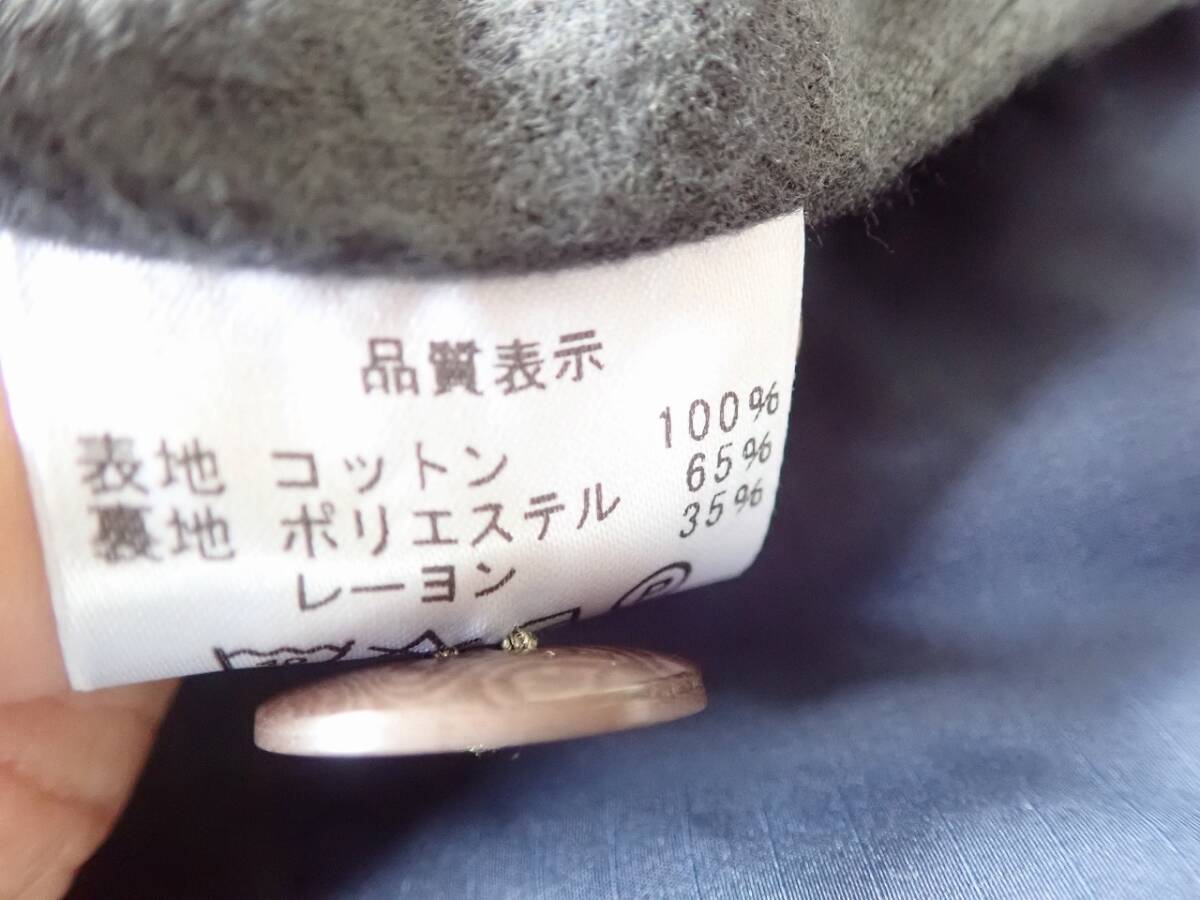 品質表示
表地 コットン 100%
裏地 ポリエステル 65%
レーヨン 35%
P